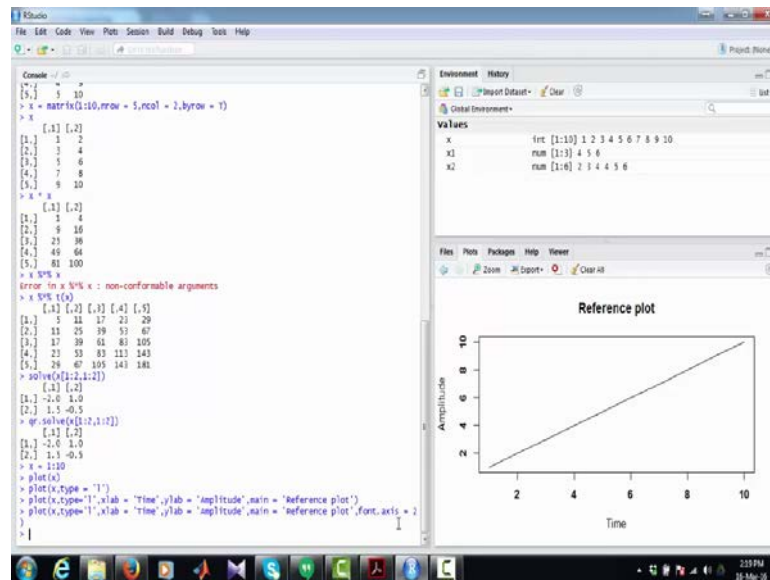 RStudio
File Edit Code View Plots Session Build Debug Tools Help
Project: (None
Console ~/
[5,] 5 10
> x = matrix(1:10,nrow = 5,ncol = 2,byrow = T)
> x
[,1] [,2]
[1,] 1 2
[2,] 3 4
[3,] 5 6
[4,] 7 8
[5,] 9 10
> x * x
[,1] [,2]
[1,] 1 4
[2,] 9 16
[3,] 25 36
[4,] 49 64
[5,] 81 100
> x %*% x
Error in x %*% x : non-conformable arguments
> x %*% t(x)
[,1] [,2] [,3] [,4] [,5]
[1,] 5 11 17 23 29
[2,] 11 25 39 53 67
[3,] 17 39 61 83 105
[4,] 23 53 83 113 143
[5,] 29 67 105 143 181
> solve(x[1:2,1:2])
[,1] [,2]
[1,] -2.0 1.0
[2,] 1.5 -0.5
> qr.solve(x[1:2,1:2])
[,1] [,2]
[1,] -2.0 1.0
[2,] 1.5 -0.5
> x = 1:10
> plot(x)
> plot(x,type = 'l')
> plot(x,type='l',xlab = 'Time',ylab = 'Amplitude',main = 'Reference plot')
> plot(x,type='l',xlab = 'Time',ylab = 'Amplitude',main = 'Reference plot',font.axis = 2
)
>
Environment History
Import Dataset Clear List
Global Environment
values
x int [1:10] 1 2 3 4 5 6 7 8 9 10
x1 num [1:3] 4 5 6
x2 num [1:6] 2 3 4 4 5 6
Files Plots Packages Help Viewer
Zoom Export Clear All
Reference plot
Amplitude
10
8
6
4
2
2 4 6 8 10
Time
2:19 PM
16-Mar-16